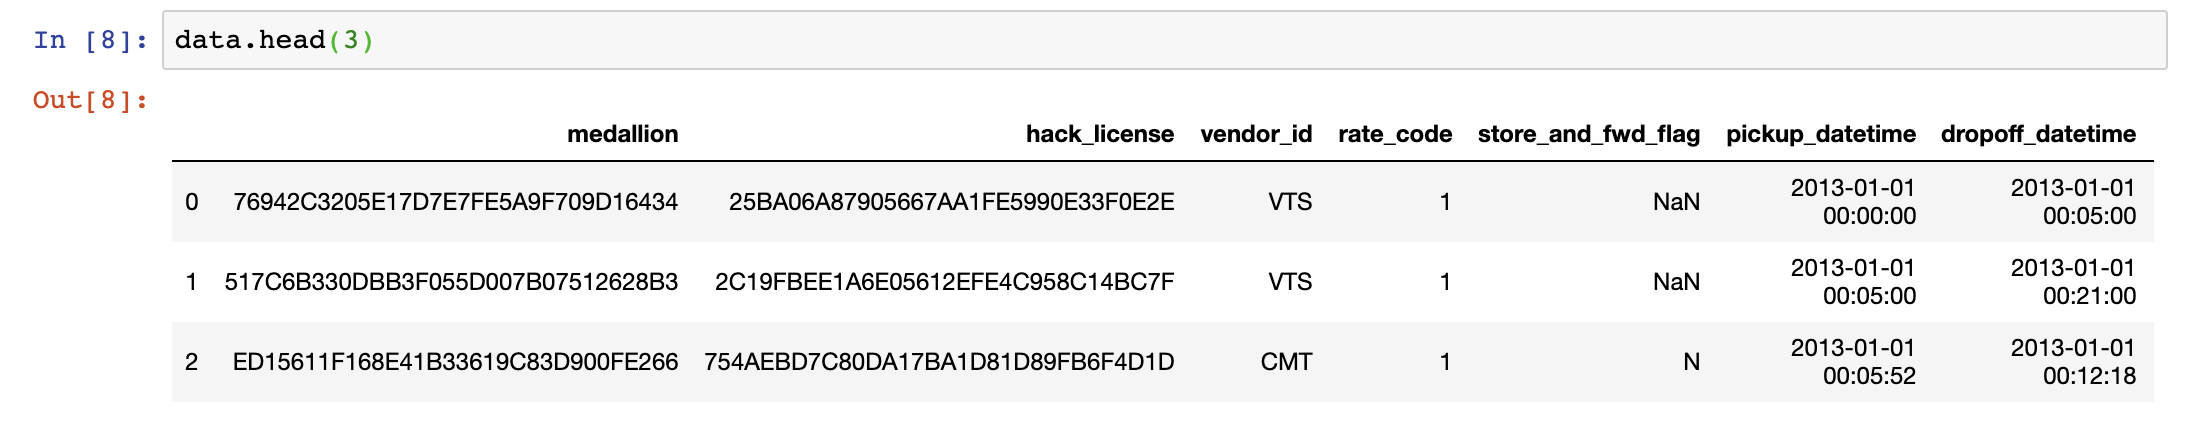 In [8]: data.head(3)
Out[8]:
medallion hack_license vendor_id rate_code store_and_fwd_flag pickup_datetime dropoff_datetime
0 76942C3205E17D7E7FE5A9F709D16434 25BA06A87905667AA1FE5990E33F0E2E VTS 1 NaN 2013-01-01 00:00:00 2013-01-01 00:05:00
1 517C6B330DBB3F055D007B07512628B3 2C19FBEE1A6E05612EFE4C958C14BC7F VTS 1 NaN 2013-01-01 00:05:00 2013-01-01 00:21:00
2 ED15611F168E41B33619C83D900FE266 754AEBD7C80DA17BA1D81D89FB6F4D1D CMT 1 N 2013-01-01 00:05:52 2013-01-01 00:12:18